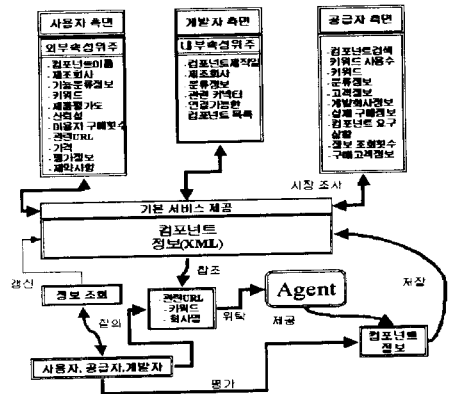 사용자 측면
외부속성위주
-컴포넌트이름
-제조회사
-기능분류정보
-키워드
-제품평가도
-신뢰성
-이용자 구매횟수
-관련URL
-가격
-평가정보
-제약사항
개발자 측면
내부속성위주
-컴포넌트제작일
-제조회사
-분류정보
-관련 커넥터
-연결가능한
컴포넌트 목록
공급자 측면
-컴포넌트검색
키워드 사용수
-키워드
-분류정보
-고객정보
-개발회사정보
-실제 구매정보
-컴포넌트 요구
상황
-정보 조회횟수
-구매고객정보
시장 조사
기본 서비스 제공
컴포넌트
정보(XML)
갱신
참조
저장
정보 조회
-관련URL
-키워드
-회사명
위탁
Agent
제공
질의
컴포넌트
정보
사용자, 공급자,개발자
평가